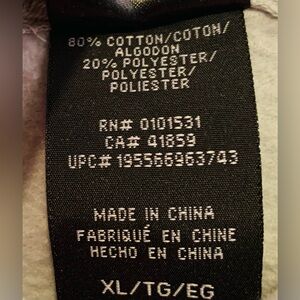 80% COTTON/COTON/
ALGODON
20% POLYESTER/
POLYESTER/
POLIESTER
RN# 0101531
CA# 41859
UPC# 195566963743
MADE IN CHINA
FABRIQUÉ EN CHINE
HECHO EN CHINA
XL/TG/EG